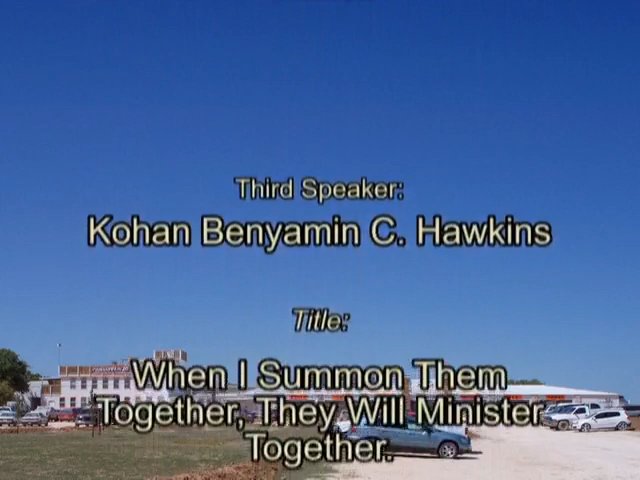 Third Speaker:
Kohan Benyamin C. Hawkins
Title:
When I Summon Them
Together, They Will Minister
Together.